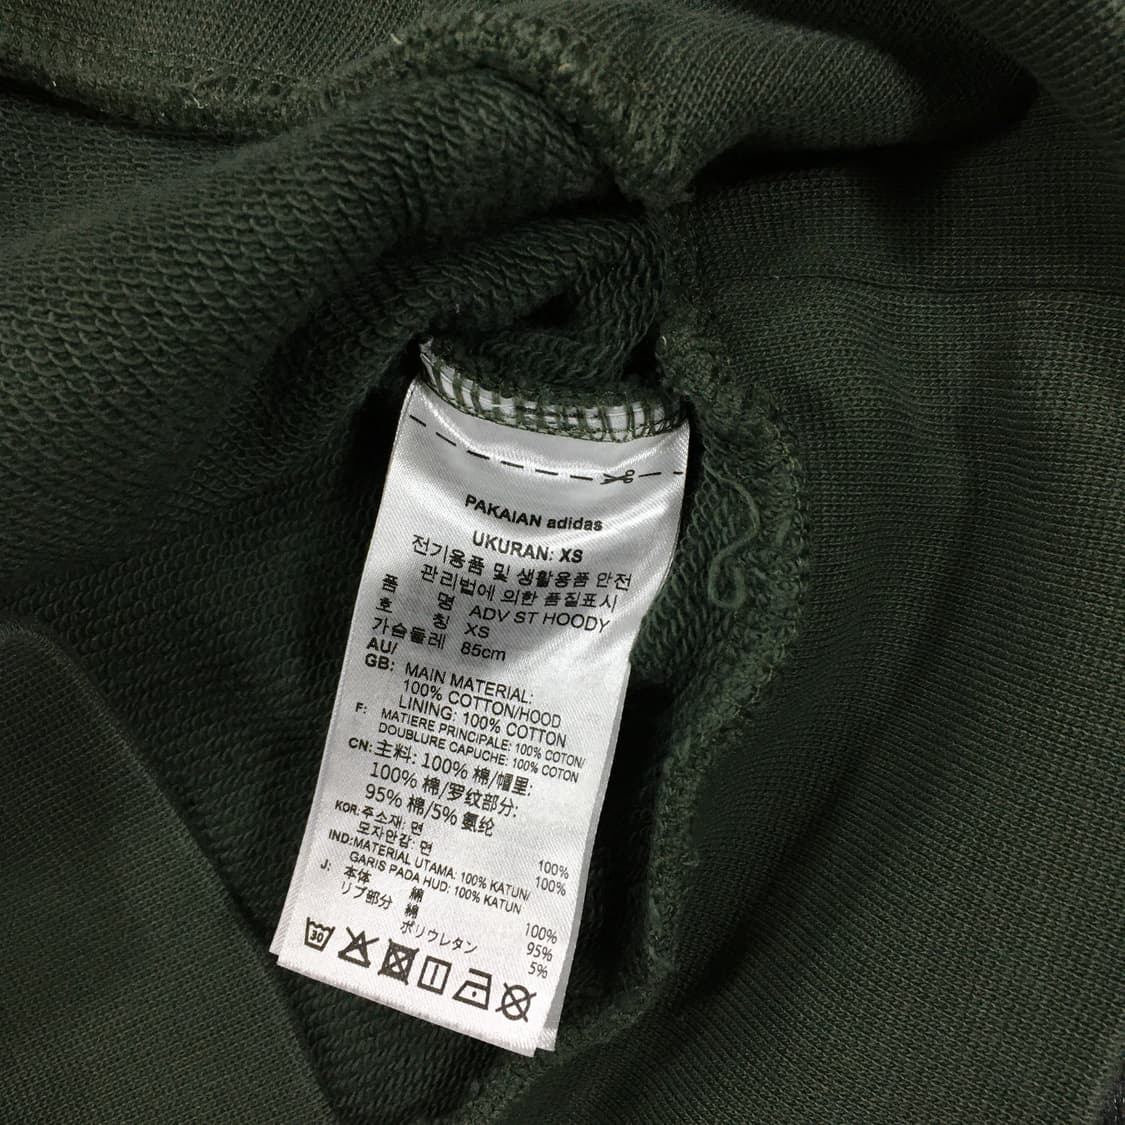 PAKAIAN adidas
UKURAN: XS
전기용품 및 생활용품 안전
관리법에 의한 품질표시
품 명 ADV ST HOODY
호 칭 XS
가슴둘레 85cm
AU/
GB: MAIN MATERIAL:
100% COTTON/HOOD
LINING: 100% COTTON
F: MATIERE PRINCIPALE: 100% COTON/
DOUBLURE CAPUCHE: 100% COTON
CN: 主料: 100% 棉/帽里:
100% 棉/罗纹部分:
95% 棉/5% 氨纶
KOR: 주소재: 면 100%
모자안감: 면 100%
IND: MATERIAL UTAMA: 100% KATUN/
GARIS PADA HUD: 100% KATUN
J: 本体 綿 100%
リブ部分 綿 95%
ポリウレタン 5%
30